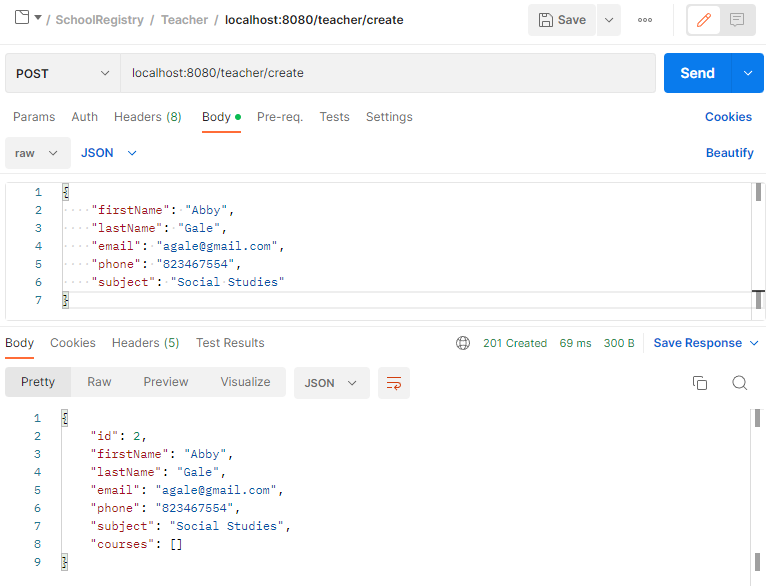 / SchoolRegistry / Teacher / localhost:8080/teacher/create Save
POST localhost:8080/teacher/create Send
Params Auth Headers (8) Body Pre-req. Tests Settings Cookies
raw JSON Beautify
1 {
2 "firstName": "Abby",
3 "lastName": "Gale",
4 "email": "agale@gmail.com",
5 "phone": "823467554",
6 "subject": "Social Studies"
7 }
Body Cookies Headers (5) Test Results 201 Created 69 ms 300 B Save Response
Pretty Raw Preview Visualize JSON
1 {
2 "id": 2,
3 "firstName": "Abby",
4 "lastName": "Gale",
5 "email": "agale@gmail.com",
6 "phone": "823467554",
7 "subject": "Social Studies",
8 "courses": []
9 }